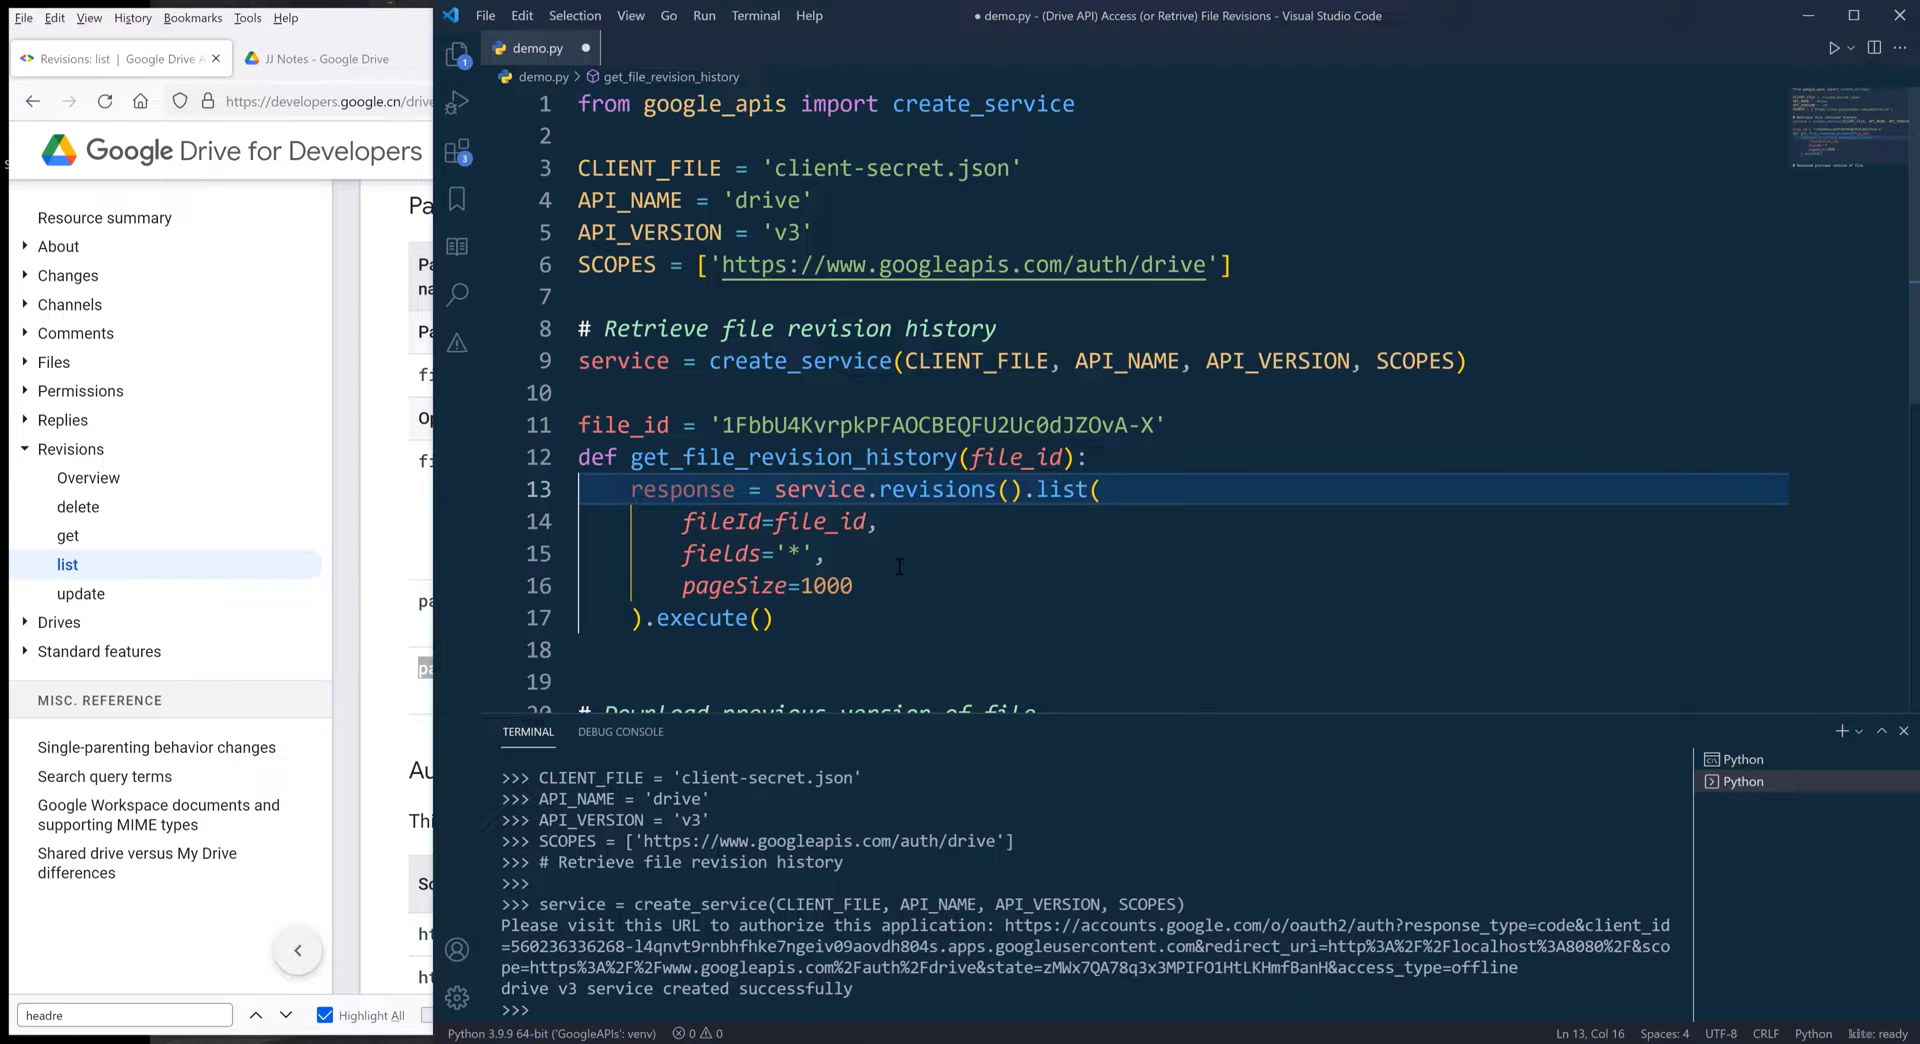 File Edit View History Bookmarks Tools Help
Revisions: list | Google Drive A
JJ Notes - Google Drive
https://developers.google.cn/drive
Google Drive for Developers
Resource summary
About
Changes
Channels
Comments
Files
Permissions
Replies
Revisions
Overview
delete
get
list
update
Drives
Standard features
MISC. REFERENCE
Single-parenting behavior changes
Search query terms
Google Workspace documents and
supporting MIME types
Shared drive versus My Drive
differences
headre
Highlight All
File Edit Selection View Go Run Terminal Help
● demo.py - (Drive API) Access (or Retrive) File Revisions - Visual Studio Code
demo.py
demo.py > get_file_revision_history
1 from google_apis import create_service
2
3 CLIENT_FILE = 'client-secret.json'
4 API_NAME = 'drive'
5 API_VERSION = 'v3'
6 SCOPES = ['https://www.googleapis.com/auth/drive']
7
8 # Retrieve file revision history
9 service = create_service(CLIENT_FILE, API_NAME, API_VERSION, SCOPES)
10
11 file_id = '1FbbU4KvrpkPFAOCBEQFU2Uc0dJZOvA-X'
12 def get_file_revision_history(file_id):
13 response = service.revisions().list(
14 fileId=file_id,
15 fields='*',
16 pageSize=1000
17 ).execute()
18
19
20 # Download previous version of file
TERMINAL DEBUG CONSOLE
>>> CLIENT_FILE = 'client-secret.json'
>>> API_NAME = 'drive'
>>> API_VERSION = 'v3'
>>> SCOPES = ['https://www.googleapis.com/auth/drive']
>>> # Retrieve file revision history
>>>
>>> service = create_service(CLIENT_FILE, API_NAME, API_VERSION, SCOPES)
Please visit this URL to authorize this application: https://accounts.google.com/o/oauth2/auth?response_type=code&client_id
=560236336268-l4qnvt9rnbhfhke7ngeiv09aovdh804s.apps.googleusercontent.com&redirect_uri=http%3A%2F%2Flocalhost%3A8080%2F&sco
pe=https%3A%2F%2Fwww.googleapis.com%2Fauth%2Fdrive&state=zMWx7QA78q3x3MPIFO1HtLKHmfBanH&access_type=offline
drive v3 service created successfully
>>>
Python
Python
Python 3.9.9 64-bit ('GoogleAPIs': venv) 0 0
Ln 13, Col 16 Spaces: 4 UTF-8 CRLF Python kite: ready